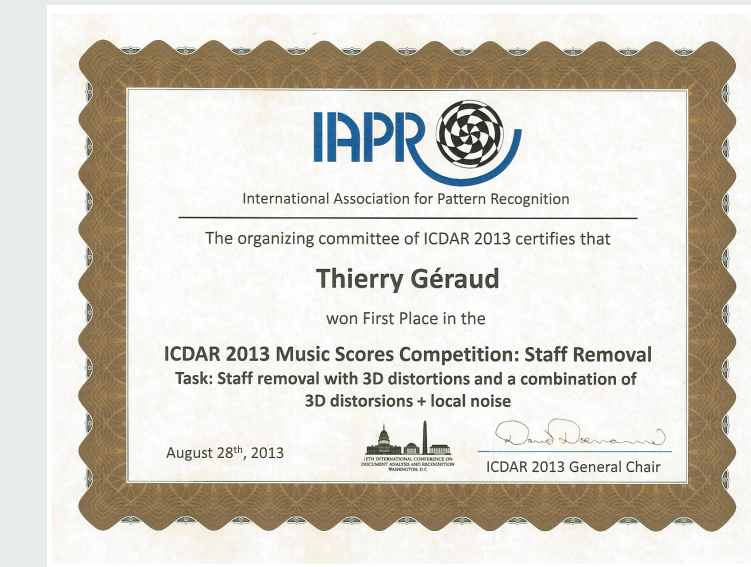 IAPR
International Association for Pattern Recognition
The organizing committee of ICDAR 2013 certifies that
Thierry Géraud
won First Place in the
ICDAR 2013 Music Scores Competition: Staff Removal
Task: Staff removal with 3D distortions and a combination of
3D distorsions + local noise
August 28th, 2013
12TH INTERNATIONAL CONFERENCE ON
DOCUMENT ANALYSIS AND RECOGNITION
WASHINGTON, D.C.
ICDAR 2013 General Chair